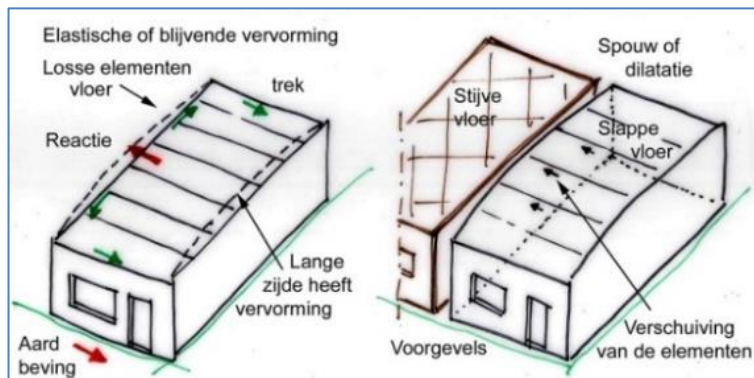 Elastische of blijvende vervorming
Losse elementen
vloer
trek
Reactie
Lange
zijde heeft
vervorming
Aard
beving
Spouw of
dilatatie
Stijve
vloer
Slappe
vloer
Voorgevels
Verschuiving
van de elementen